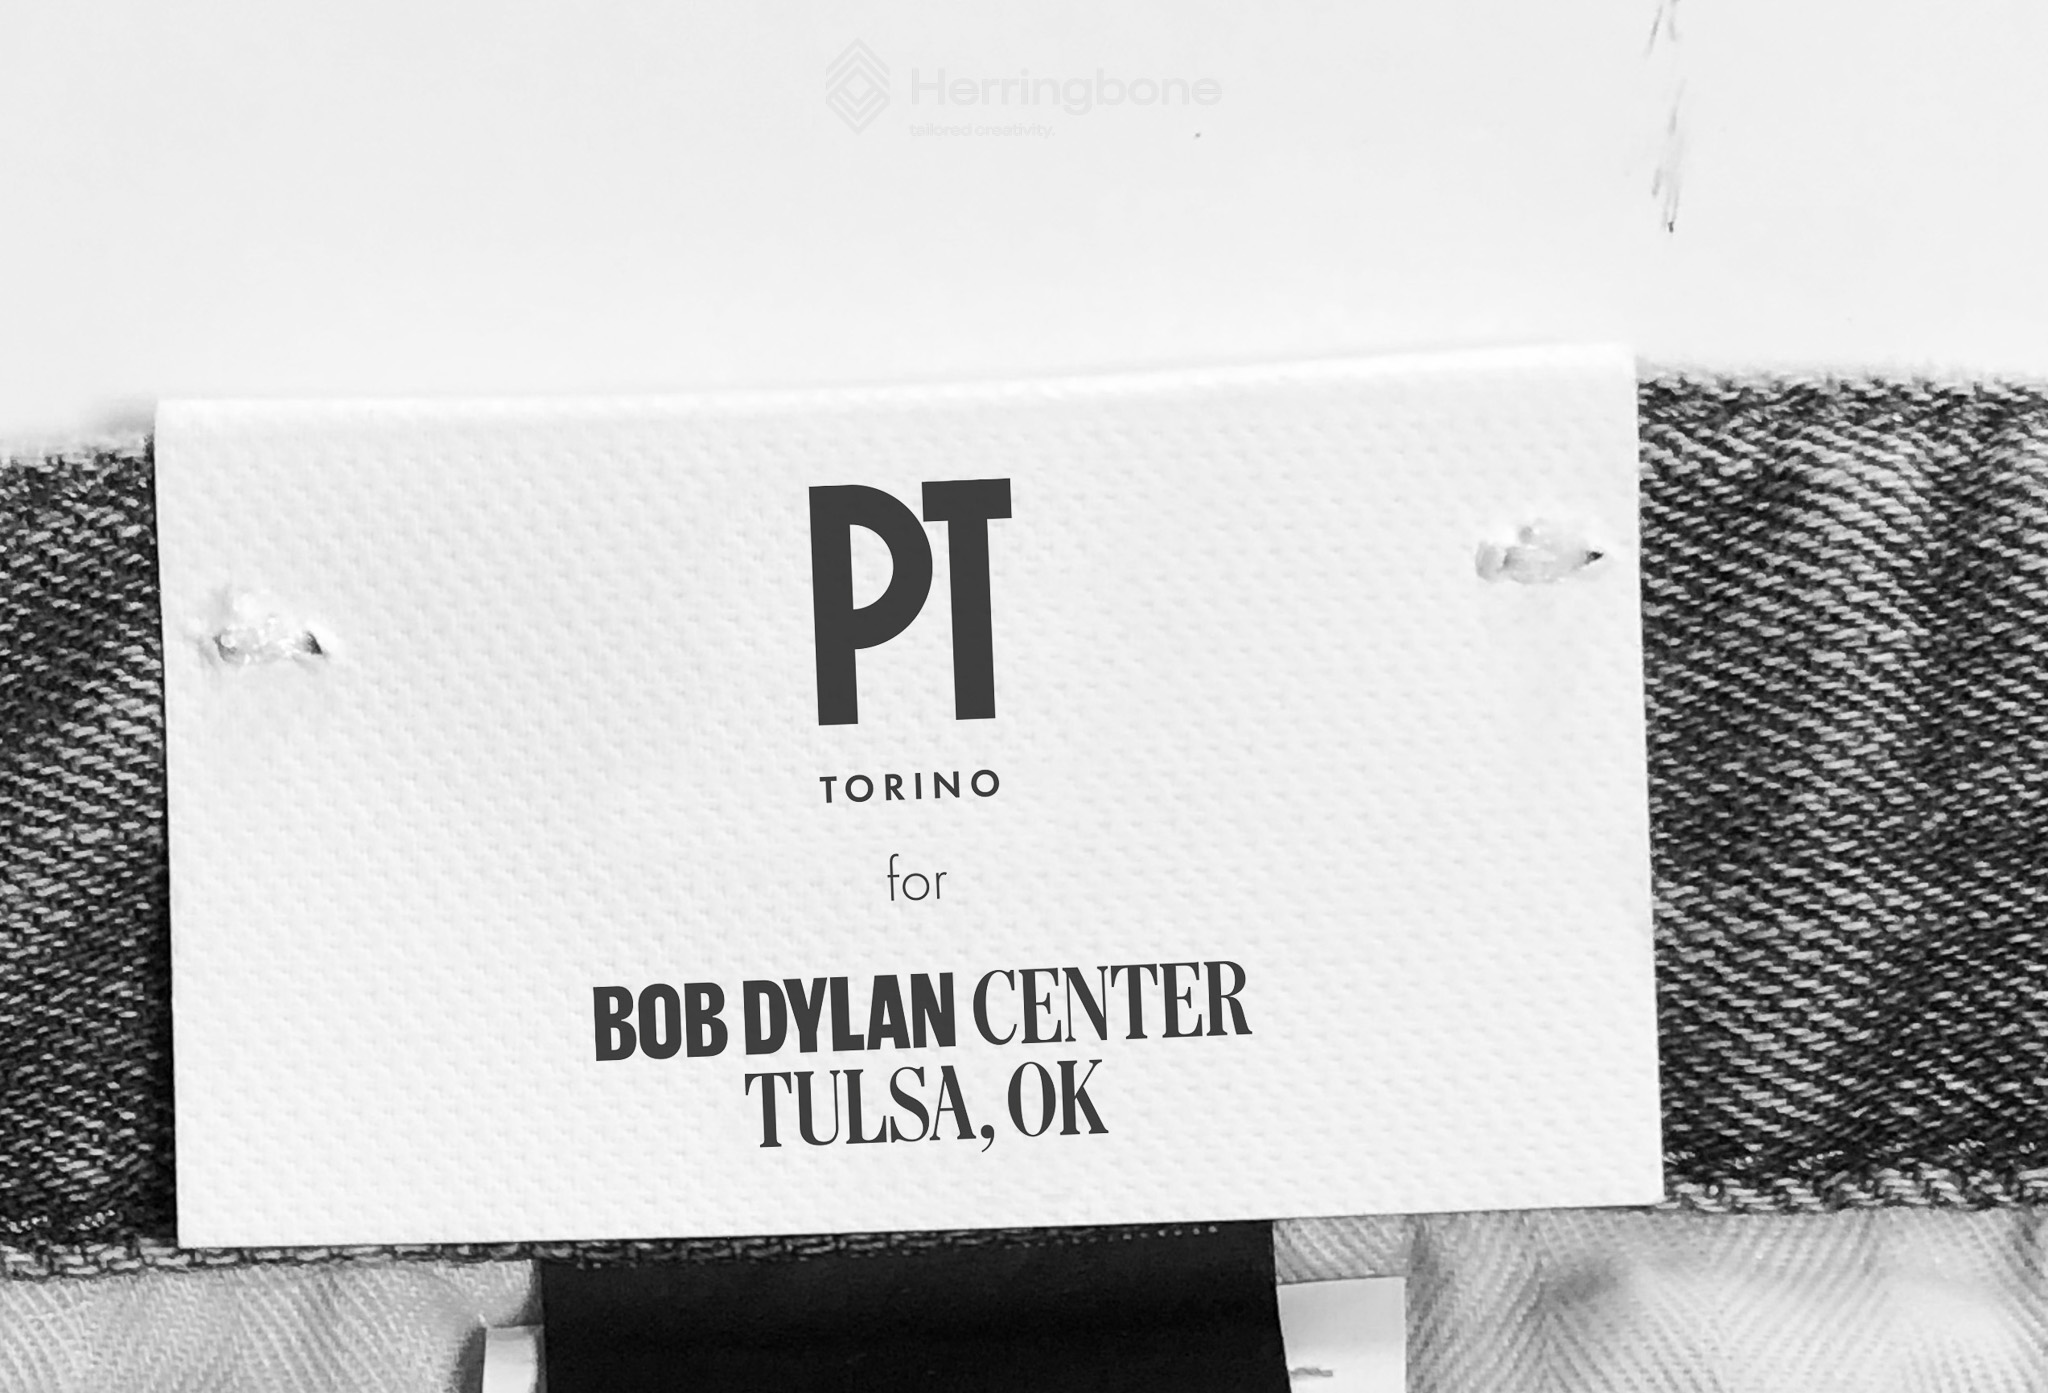 Herringbone
tailored creativity.
PT
TORINO
for
BOB DYLAN CENTER
TULSA, OK